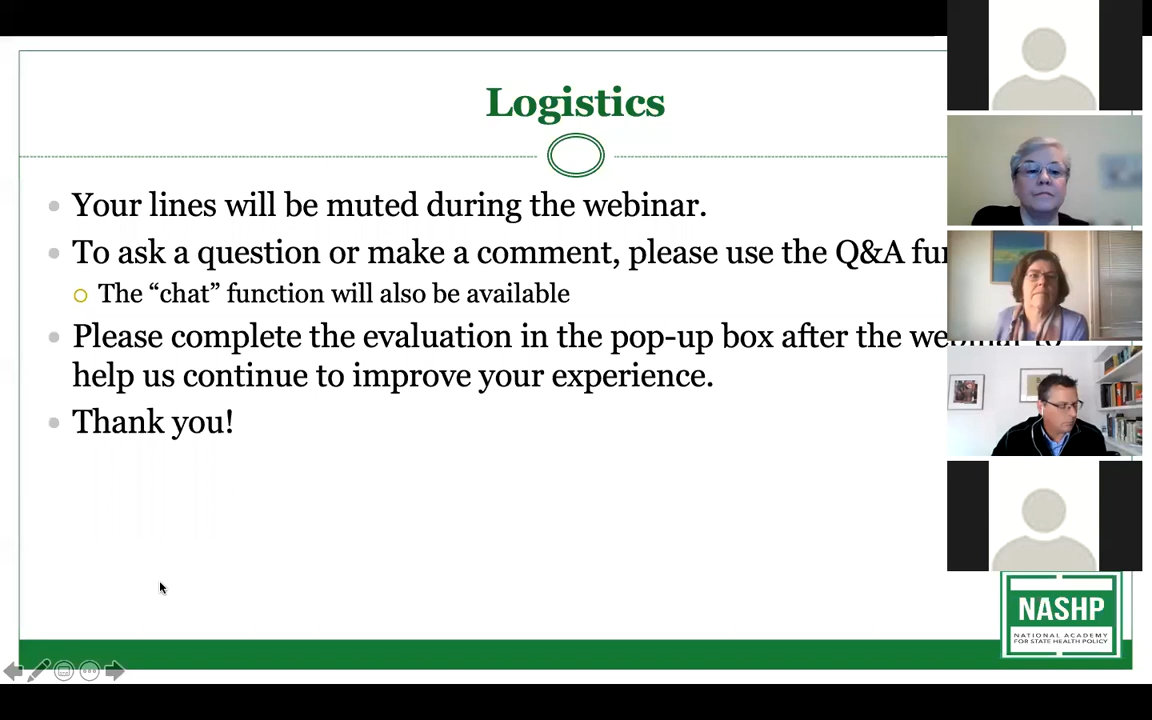 Logistics
Your lines will be muted during the webinar.
To ask a question or make a comment, please use the Q&A
The “chat” function will also be available
Please complete the evaluation in the pop-up box after the webinar to
help us continue to improve your experience.
Thank you!
NASHP
NATIONAL ACADEMY
FOR STATE HEALTH POLICY